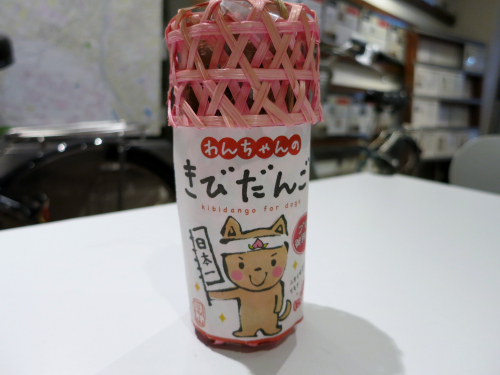 わんちゃんの
きびだんご
kibidango for dogs
日本一